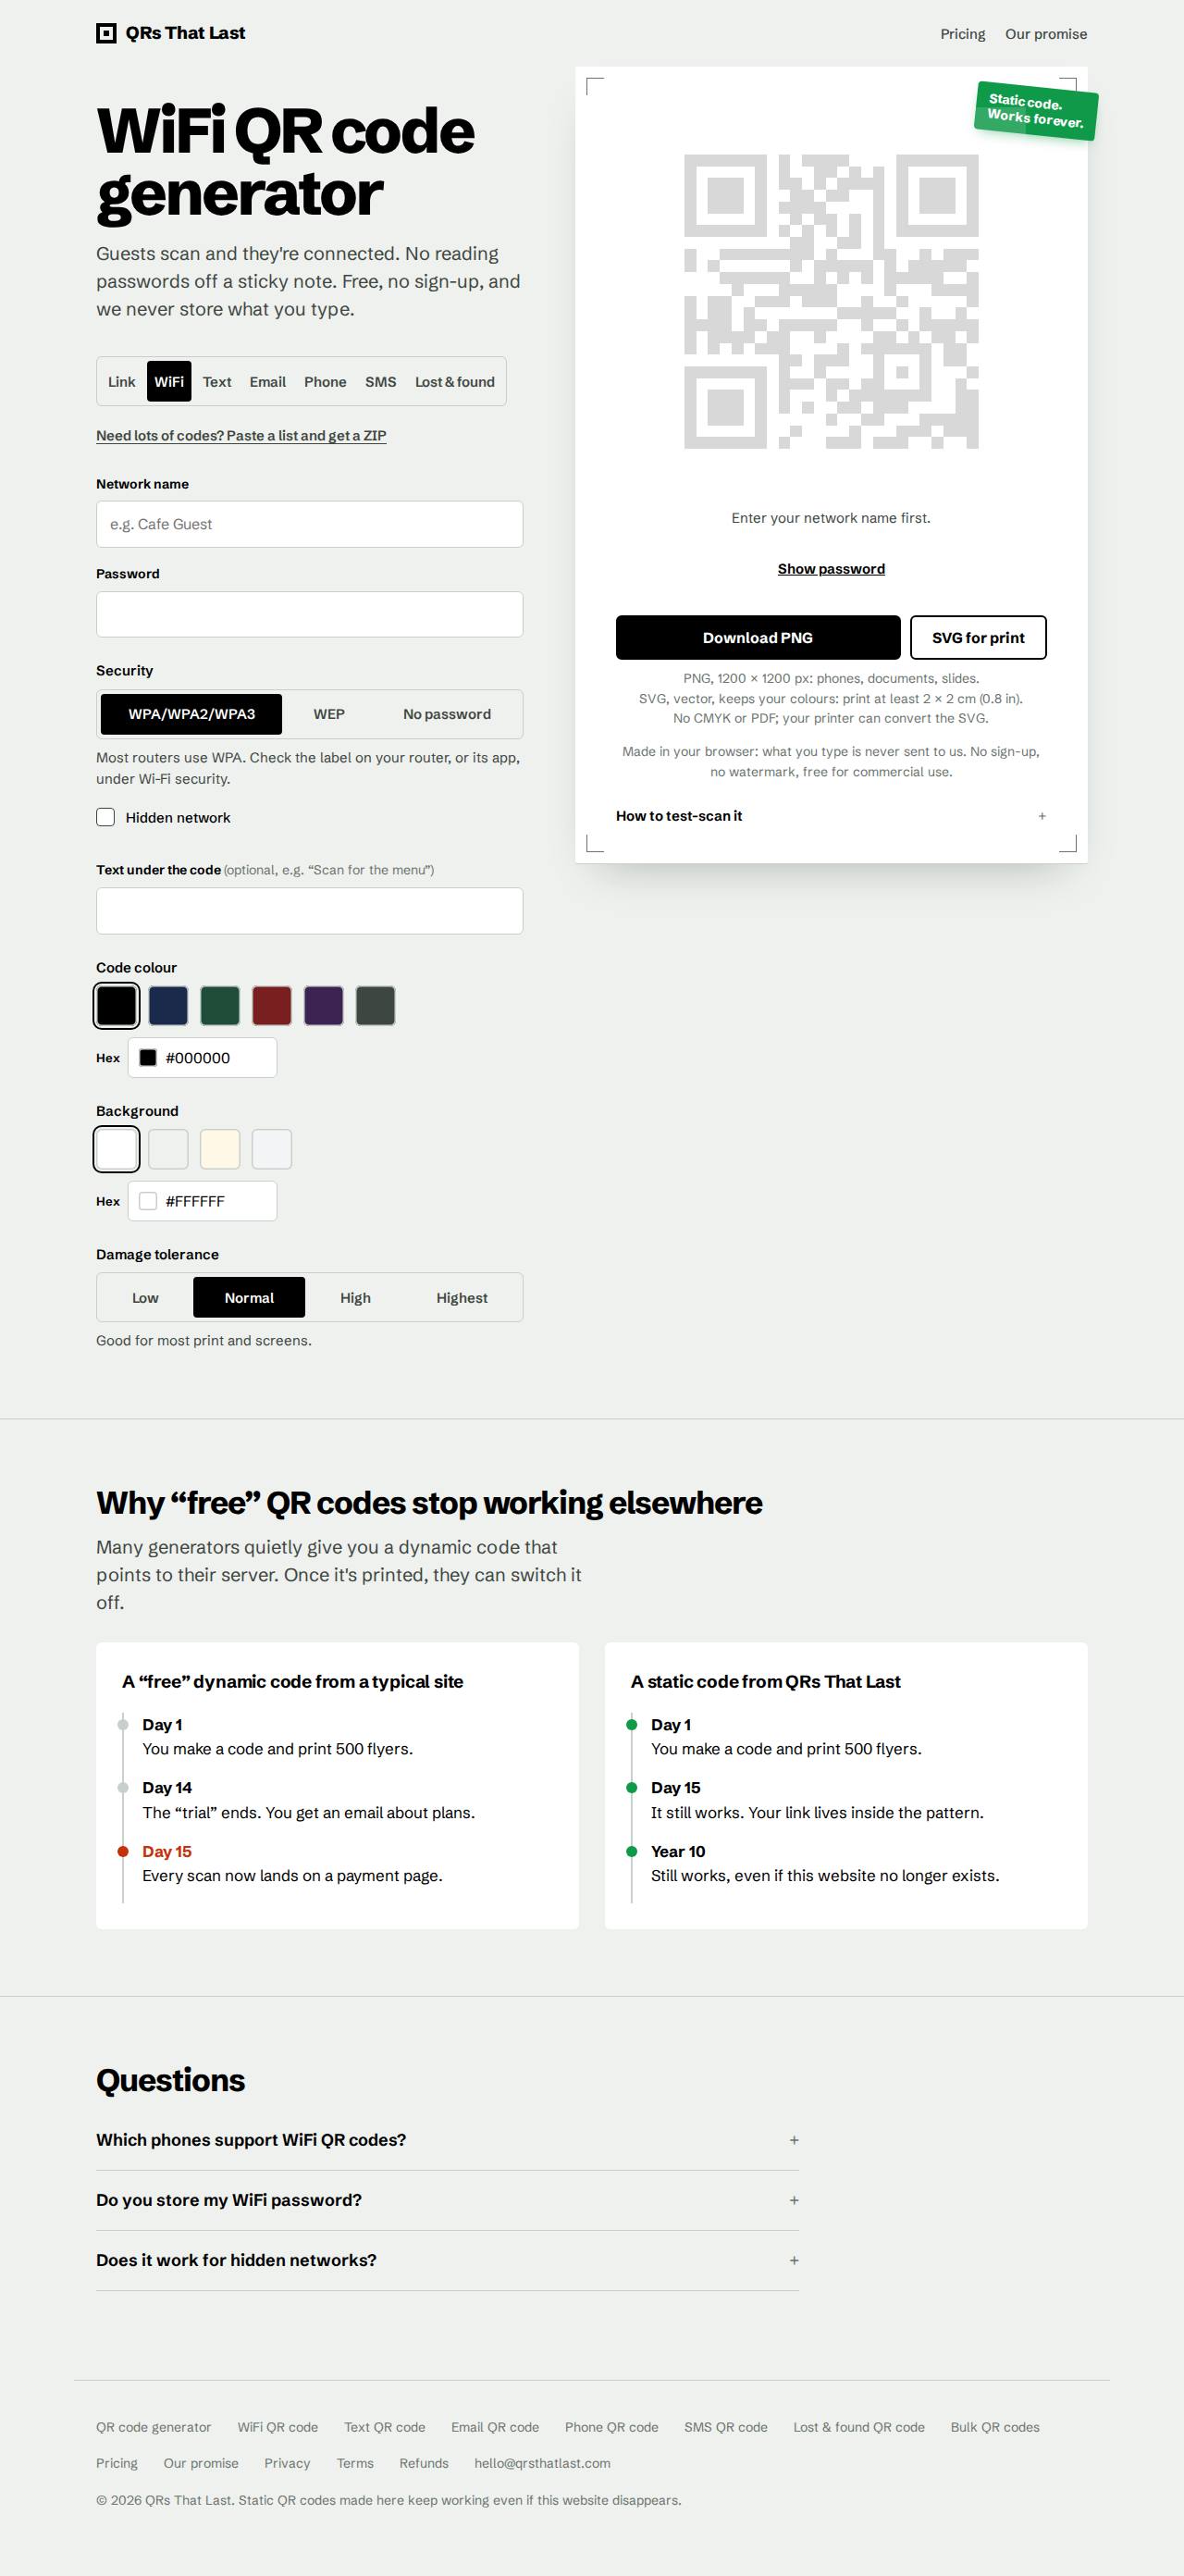 QRs That Last
Pricing
Our promise
WiFi QR code
generator
Guests scan and they're connected. No reading
passwords off a sticky note. Free, no sign-up, and
we never store what you type.
Link
WiFi
Text
Email
Phone
SMS
Lost & found
Need lots of codes? Paste a list and get a ZIP
Network name
e.g. Cafe Guest
Password
Security
WPA/WPA2/WPA3
WEP
No password
Most routers use WPA. Check the label on your router, or its app,
under Wi-Fi security.
Hidden network
Text under the code (optional, e.g. “Scan for the menu”)
Code colour
Hex
#000000
Background
Hex
#FFFFFF
Damage tolerance
Low
Normal
High
Highest
Good for most print and screens.
Static code.
Works forever.
Enter your network name first.
Show password
Download PNG
SVG for print
PNG, 1200 × 1200 px: phones, documents, slides.
SVG, vector, keeps your colours: print at least 2 × 2 cm (0.8 in).
No CMYK or PDF; your printer can convert the SVG.
Made in your browser: what you type is never sent to us. No sign-up,
no watermark, free for commercial use.
How to test-scan it
+
Why “free” QR codes stop working elsewhere
Many generators quietly give you a dynamic code that
points to their server. Once it's printed, they can switch it
off.
A “free” dynamic code from a typical site
Day 1
You make a code and print 500 flyers.
Day 14
The “trial” ends. You get an email about plans.
Day 15
Every scan now lands on a payment page.
A static code from QRs That Last
Day 1
You make a code and print 500 flyers.
Day 15
It still works. Your link lives inside the pattern.
Year 10
Still works, even if this website no longer exists.
Questions
Which phones support WiFi QR codes?
+
Do you store my WiFi password?
+
Does it work for hidden networks?
+
QR code generator
WiFi QR code
Text QR code
Email QR code
Phone QR code
SMS QR code
Lost & found QR code
Bulk QR codes
Pricing
Our promise
Privacy
Terms
Refunds
hello@qrsthatlast.com
© 2026 QRs That Last. Static QR codes made here keep working even if this website disappears.